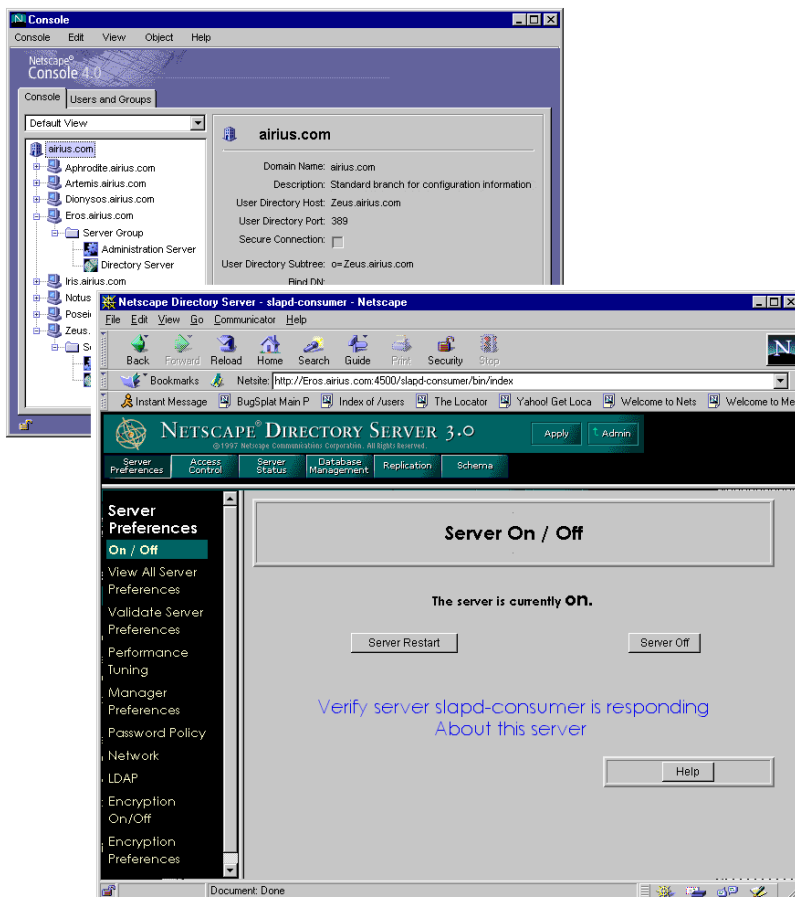 Console
Console Edit View Object Help
Netscape®
Console 4.0
Console Users and Groups
Default View
airius.com
Aphrodite.airius.com
Artemis.airius.com
Dionysos.airius.com
Eros.airius.com
Server Group
Administration Server
Directory Server
Iris.airius.com
Notus
Poseid
Zeus.
airius.com
Domain Name: airius.com
Description: Standard branch for configuration information
User Directory Host: Zeus.airius.com
User Directory Port: 389
Secure Connection:
User Directory Subtree: o=Zeus.airius.com
Bind DN:
Netscape Directory Server - slapd-consumer - Netscape
File Edit View Go Communicator Help
Back Forward Reload Home Search Guide Print Security Stop
Bookmarks Netsite: http://Eros.airius.com:4500/slapd-consumer/bin/index
Instant Message BugSplat Main P Index of /users The Locator Yahoo! Get Loca Welcome to Nets Welcome to Me
NETSCAPE® DIRECTORY SERVER 3.0
©1997 Netscape Communications Corporation. All Rights Reserved.
Apply Admin
Server Preferences Access Control Server Status Database Management Replication Schema
Server
Preferences
On / Off
View All Server
Preferences
Validate Server
Preferences
Performance
Tuning
Manager
Preferences
Password Policy
Network
LDAP
Encryption
On/Off
Encryption
Preferences
Server On / Off
The server is currently on.
Server Restart Server Off
Verify server slapd-consumer is responding
About this server
Help
Document: Done